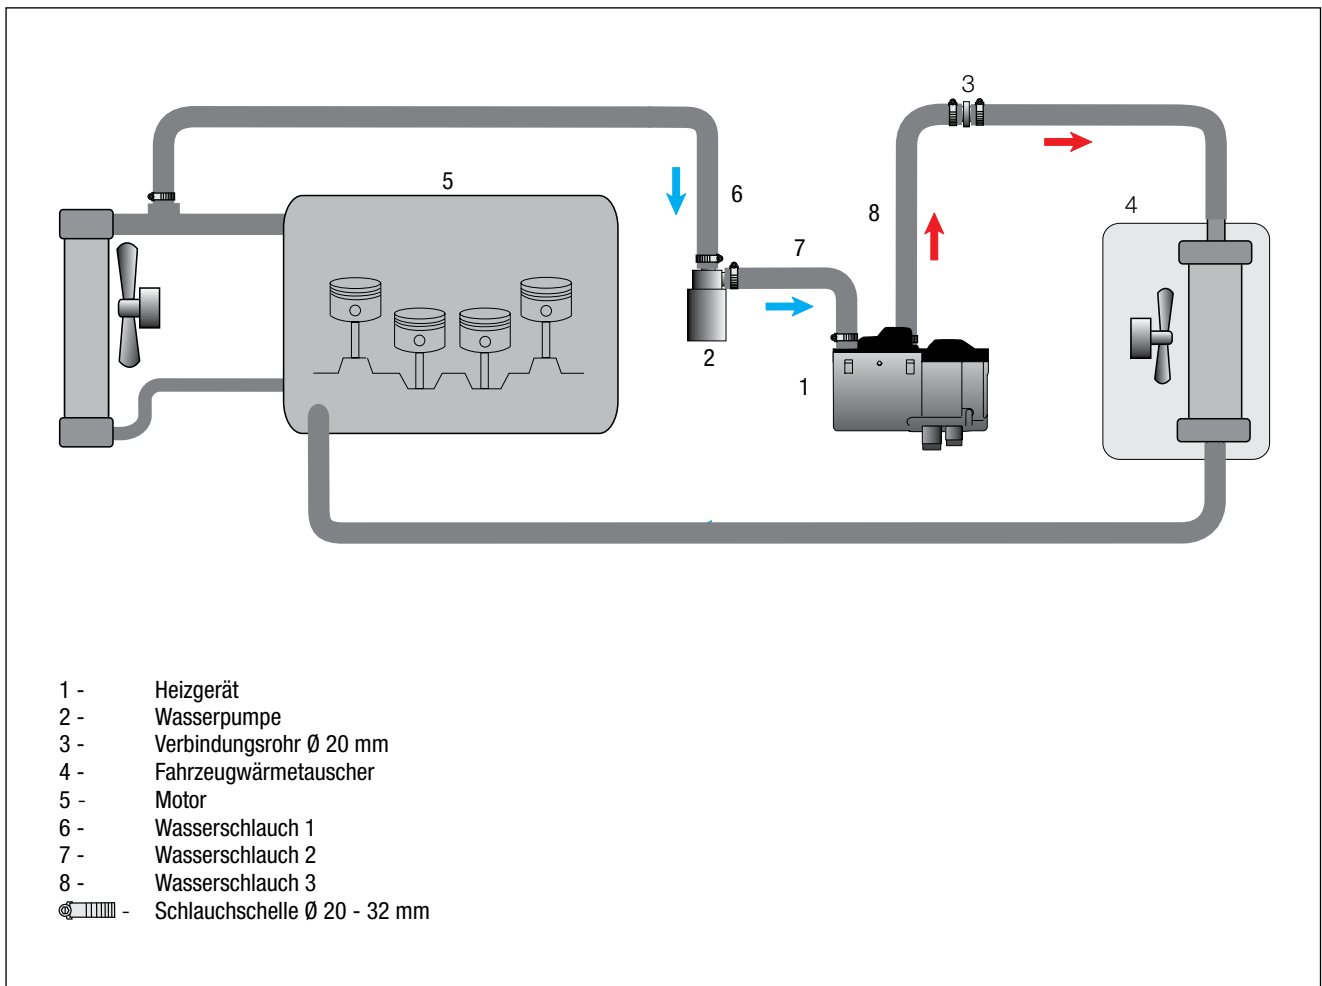 3
5
6
8
4
7
2
1
1 - Heizgerät
2 - Wasserpumpe
3 - Verbindungsrohr Ø 20 mm
4 - Fahrzeugwärmetauscher
5 - Motor
6 - Wasserschlauch 1
7 - Wasserschlauch 2
8 - Wasserschlauch 3
- Schlauchschelle Ø 20 - 32 mm